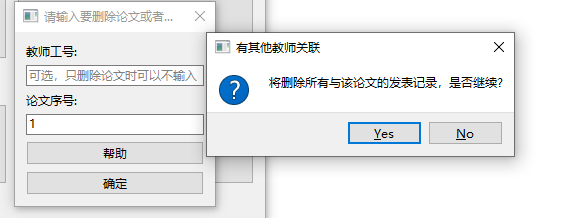 请输入要删除论文或者...
教师工号:
可选，只删除论文时可以不输入
论文序号:
1
帮助
确定
有其他教师关联
将删除所有与该论文的发表记录，是否继续?
Yes
No